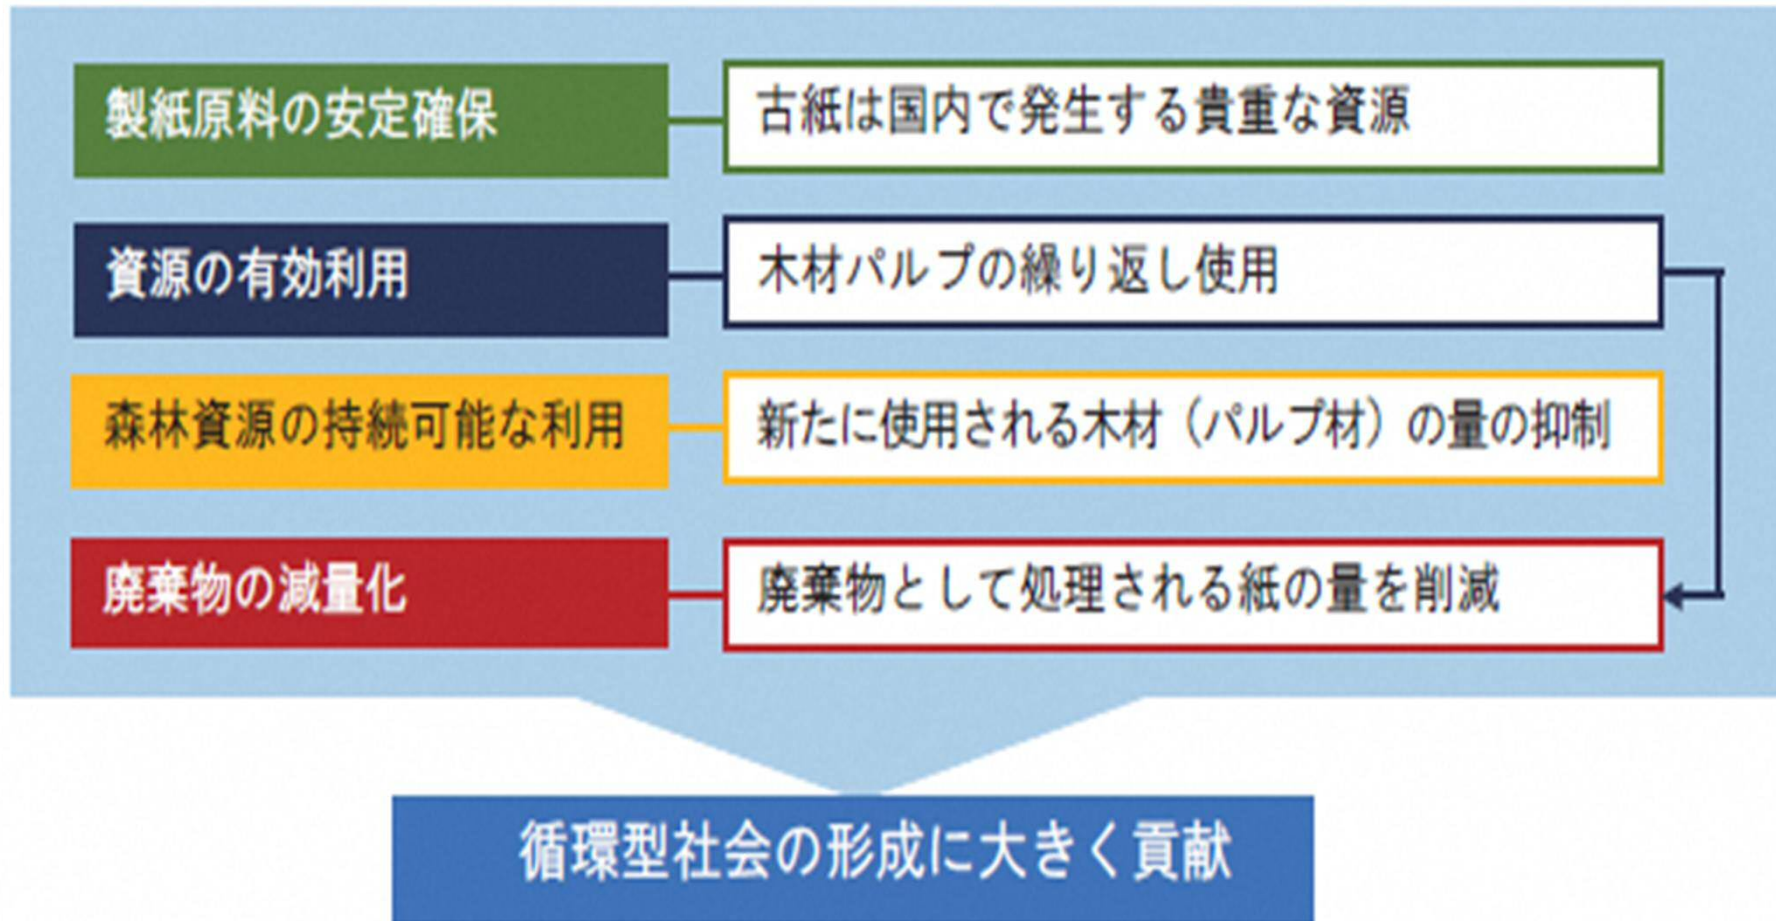 製紙原料の安定確保
古紙は国内で発生する貴重な資源
資源の有効利用
木材パルプの繰り返し使用
森林資源の持続可能な利用
新たに使用される木材（パルプ材）の量の抑制
廃棄物の減量化
廃棄物として処理される紙の量を削減
循環型社会の形成に大きく貢献